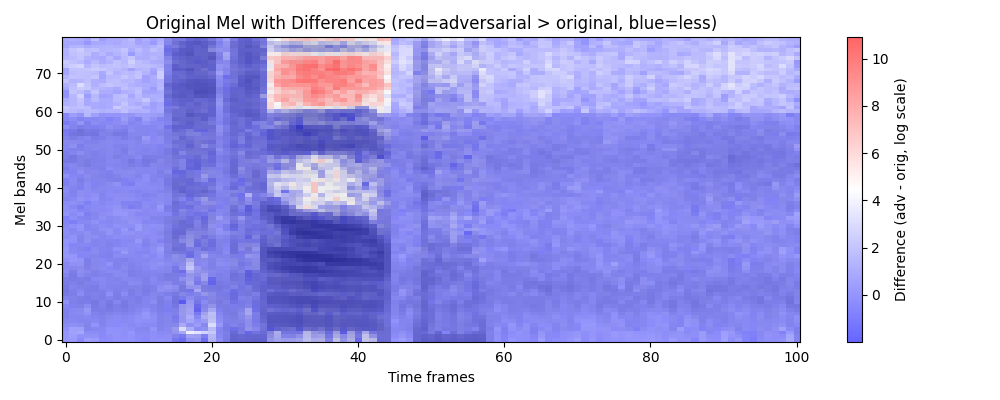 Original Mel with Differences (red=adversarial > original, blue=less)
Mel bands
70
60
50
40
30
20
10
0
0 20 40 60 80 100
Time frames
10
8
6
4
2
0
Difference (adv - orig, log scale)